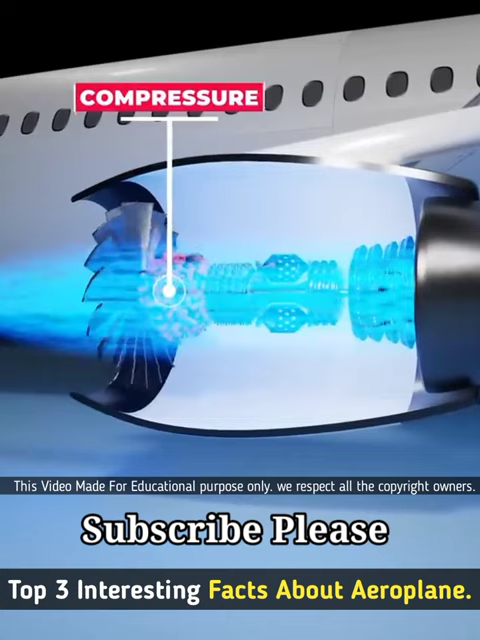 COMPRESSURE
This Video Made For Educational purpose only. we respect all the copyright owners.
Subscribe Please
Top 3 Interesting Facts About Aeroplane.